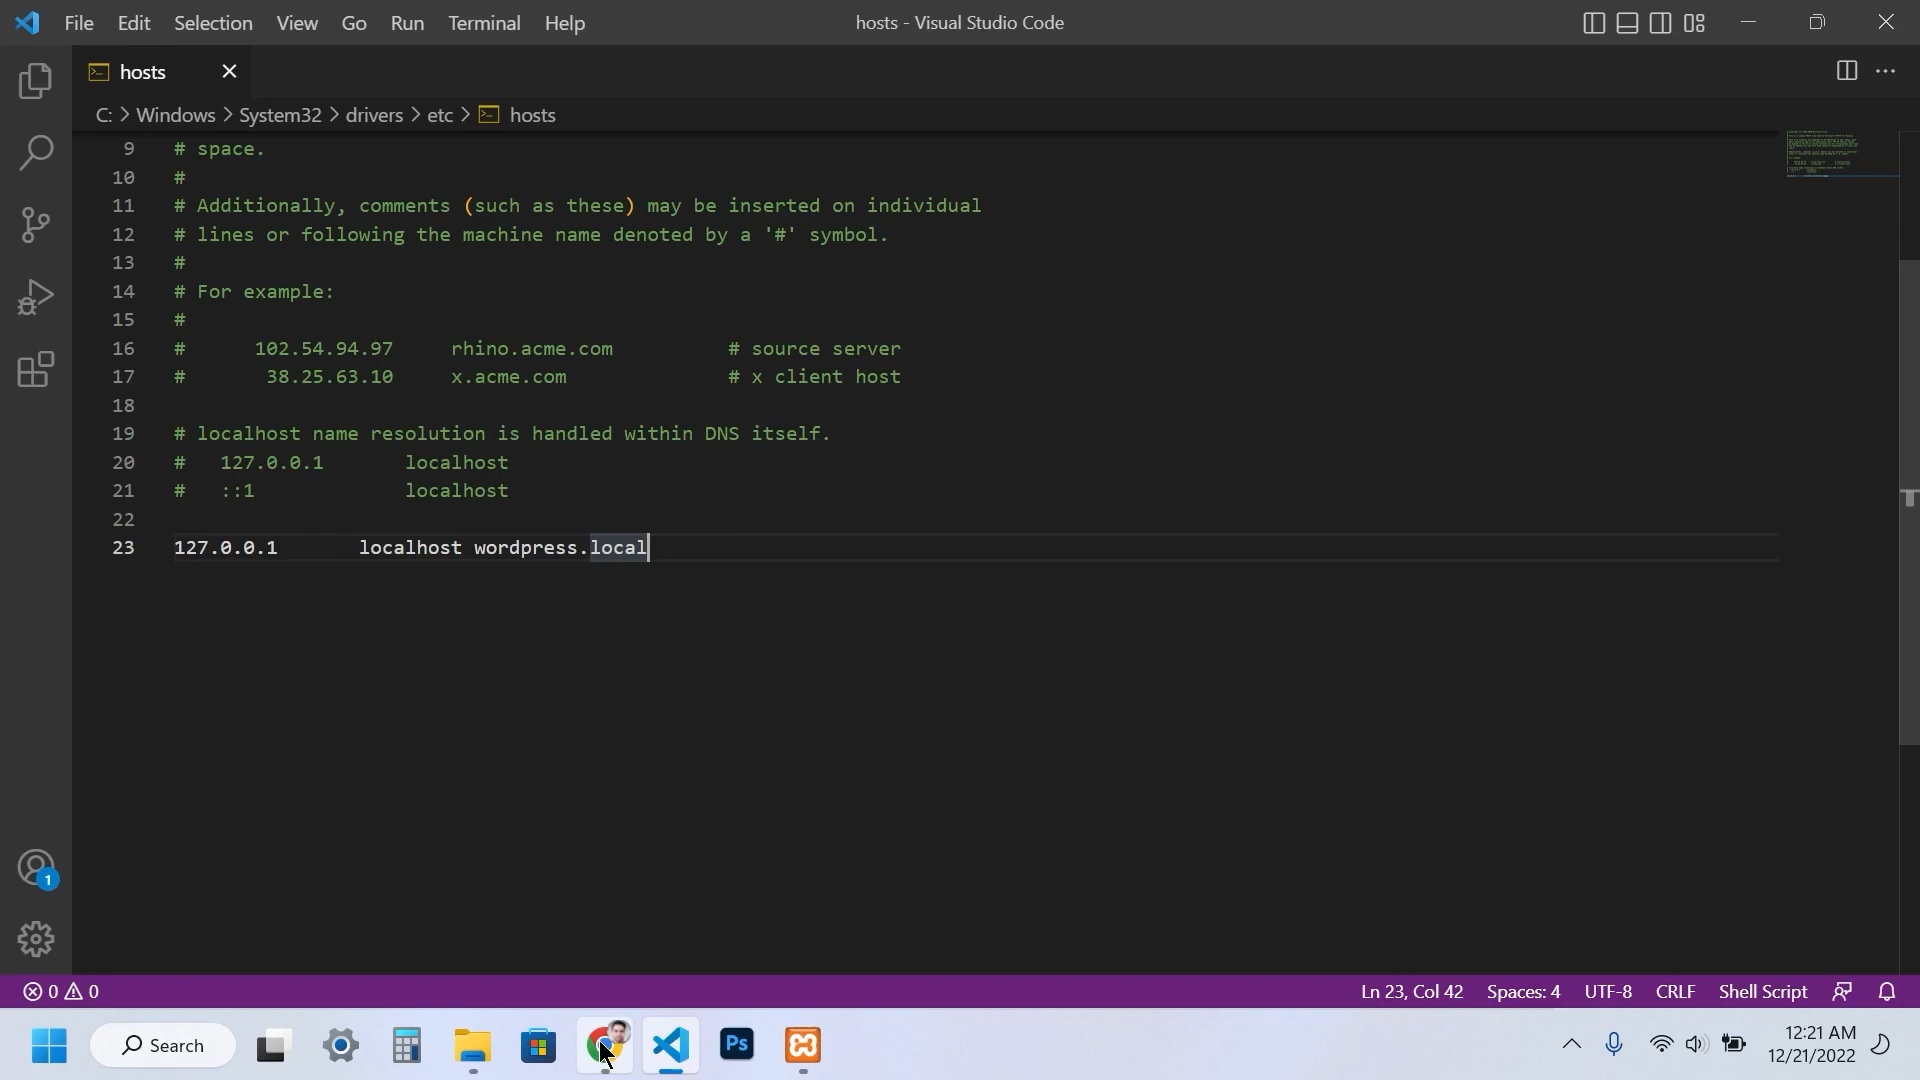 File Edit Selection View Go Run Terminal Help hosts - Visual Studio Code
hosts
C: > Windows > System32 > drivers > etc > hosts
9 # space.
10 #
11 # Additionally, comments (such as these) may be inserted on individual
12 # lines or following the machine name denoted by a '#' symbol.
13 #
14 # For example:
15 #
16 # 102.54.94.97 rhino.acme.com # source server
17 # 38.25.63.10 x.acme.com # x client host
18
19 # localhost name resolution is handled within DNS itself.
20 # 127.0.0.1 localhost
21 # ::1 localhost
22
23 127.0.0.1 localhost wordpress.local
1
0 0 Ln 23, Col 42 Spaces: 4 UTF-8 CRLF Shell Script
Search Ps 12:21 AM
12/21/2022